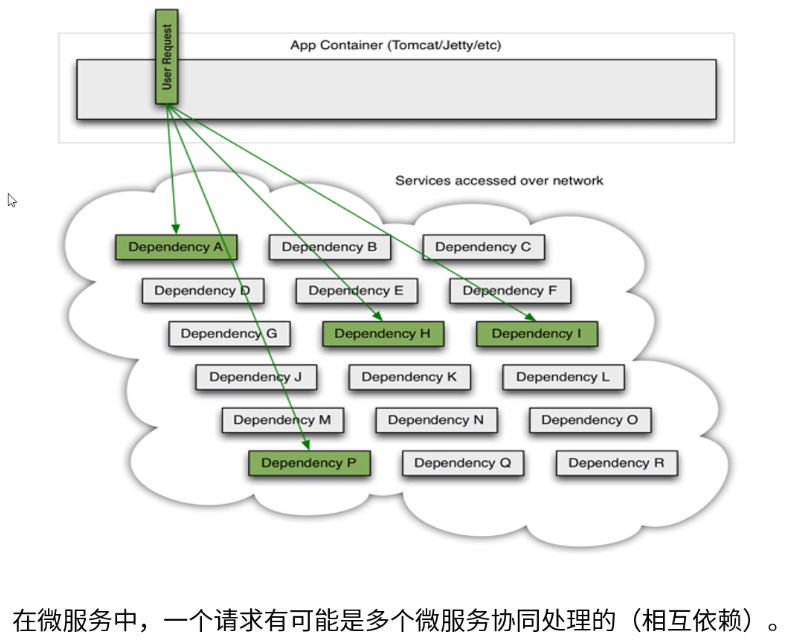 User Request
App Container (Tomcat/Jetty/etc)
Services accessed over network
Dependency A
Dependency B
Dependency C
Dependency D
Dependency E
Dependency F
Dependency G
Dependency H
Dependency I
Dependency J
Dependency K
Dependency L
Dependency M
Dependency N
Dependency O
Dependency P
Dependency Q
Dependency R
在微服务中，一个请求有可能是多个微服务协同处理的（相互依赖）。